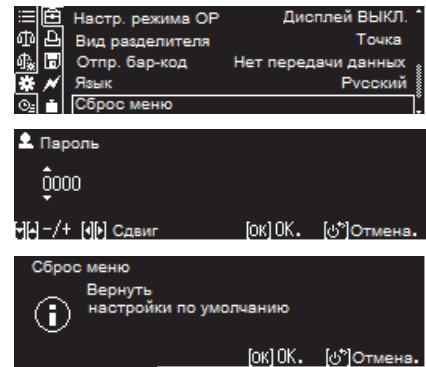 Настр. режима ОР Дисплей ВЫКЛ.
Вид разделителя Точка
Отпр. бар-код Нет передачи данных
Язык Русский
Сброс меню
Пароль
0000
-/+ Сдвиг [OK]OK. Отмена.
Сброс меню
Вернуть
настройки по умолчанию
[OK]OK. Отмена.